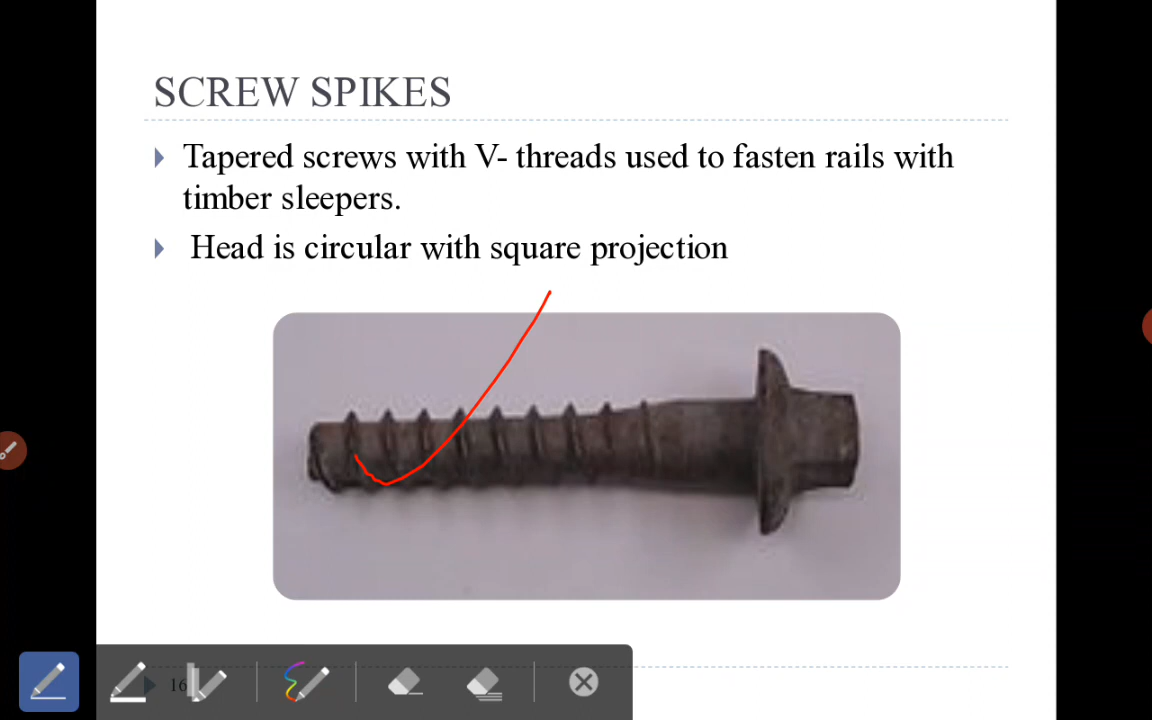 SCREW SPIKES
Tapered screws with V- threads used to fasten rails with
timber sleepers.
Head is circular with square projection
16